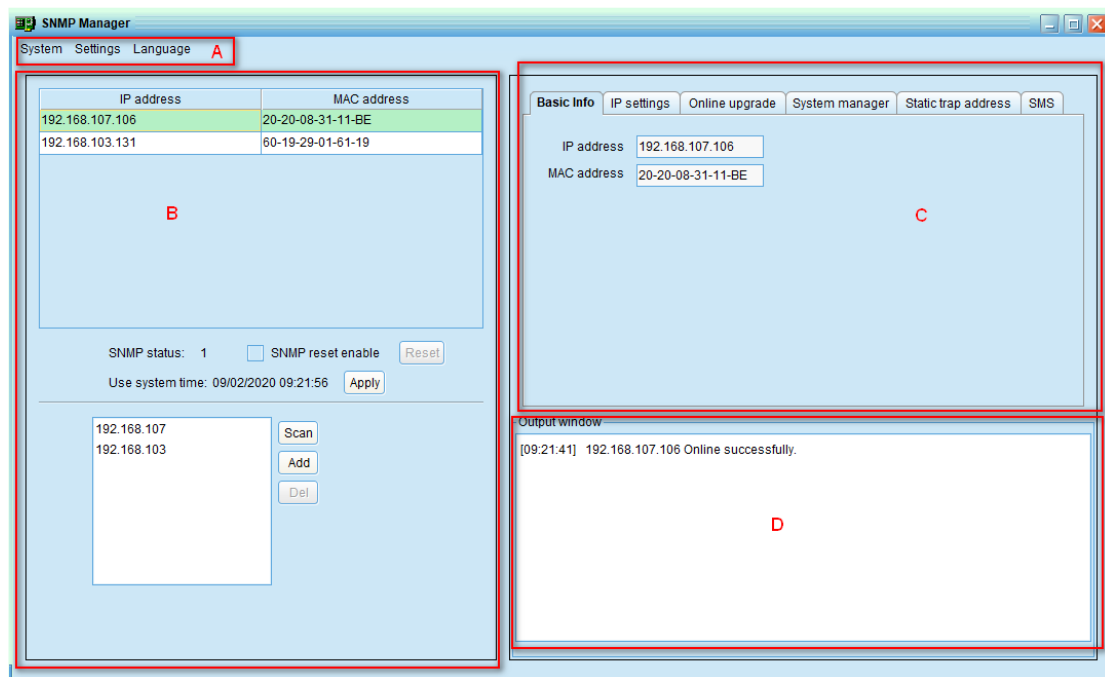 SNMP Manager
System Settings Language A
IP address MAC address
192.168.107.106 20-20-08-31-11-BE
192.168.103.131 60-19-29-01-61-19
B
SNMP status: 1 SNMP reset enable Reset
Use system time: 09/02/2020 09:21:56 Apply
192.168.107
192.168.103
Scan
Add
Del
Basic Info IP settings Online upgrade System manager Static trap address SMS
IP address 192.168.107.106
MAC address 20-20-08-31-11-BE
C
Output window
[09:21:41] 192.168.107.106 Online successfully.
D